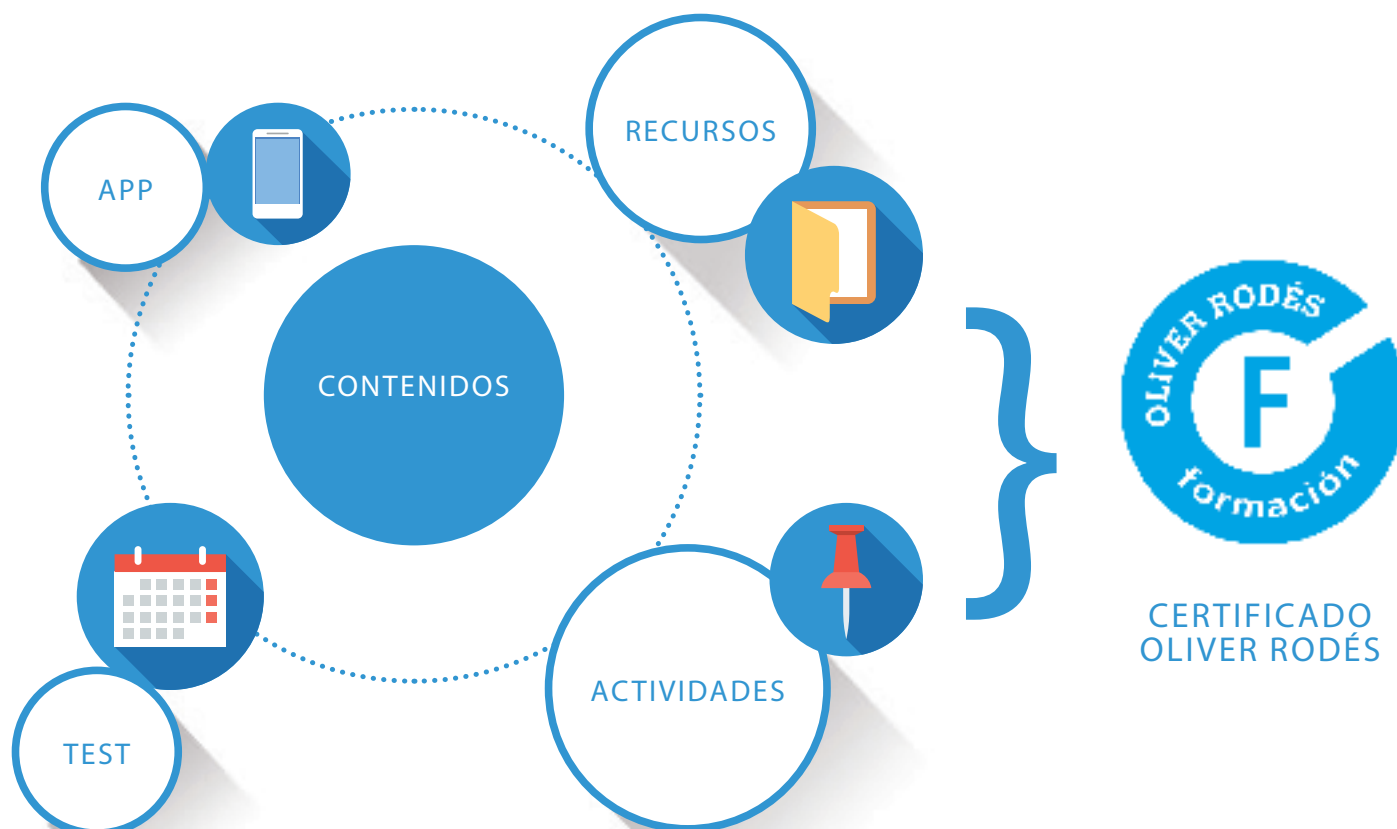 APP
RECURSOS
CONTENIDOS
TEST
ACTIVIDADES
OLIVER RODÉS
F
formación
CERTIFICADO
OLIVER RODÉS